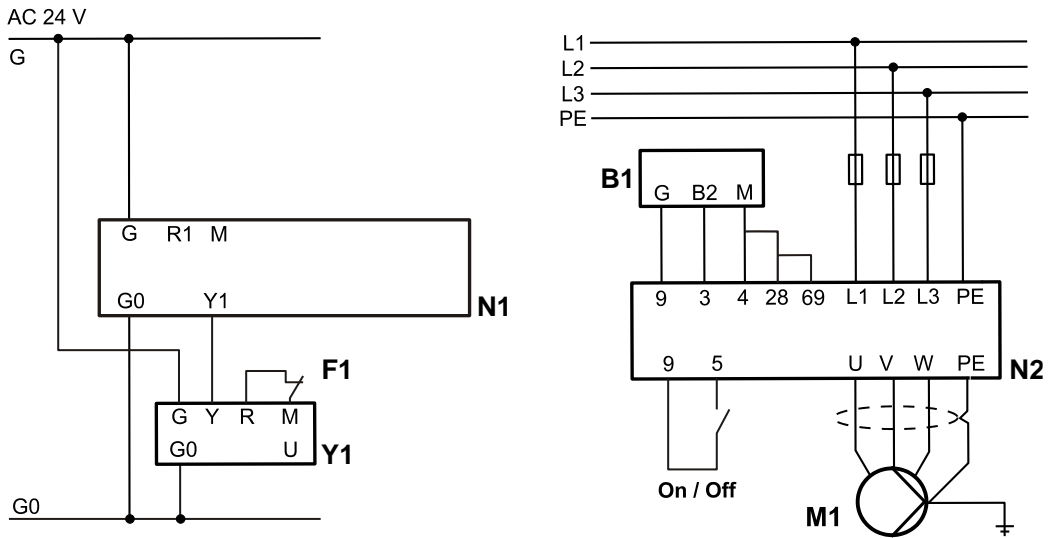 AC 24 V
G
G R1 M
G0 Y1
N1
F1
G Y R M
G0 U
Y1
G0
L1
L2
L3
PE
B1
G B2 M
9 3 4 28 69 L1 L2 L3 PE
9 5 U V W PE
N2
On / Off
M1